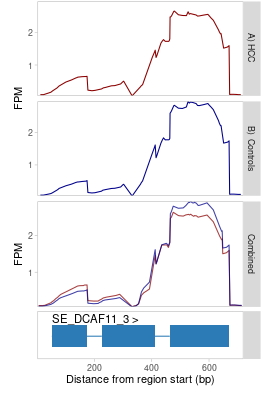 2
1
FPM
A) HCC
2
1
B) Controls
2
1
FPM
Combined
SE_DCAF11_3 >
200 400 600
Distance from region start (bp)